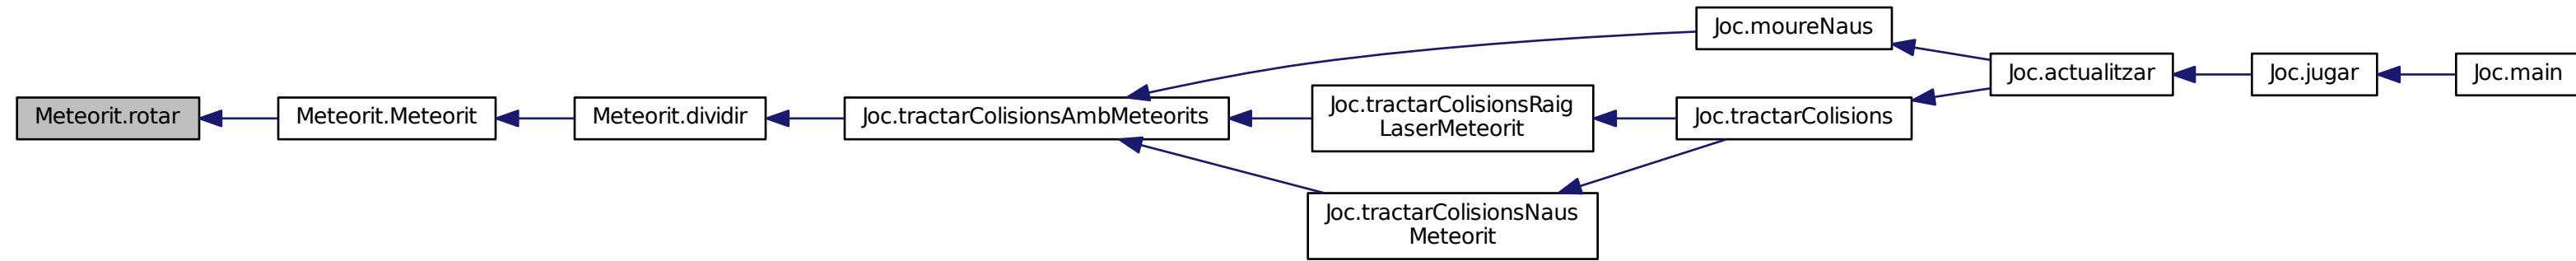 Meteorit.rotar
Meteorit.Meteorit
Meteorit.dividir
Joc.tractarColisionsAmbMeteorits
Joc.moureNaus
Joc.tractarColisionsRaig
LaserMeteorit
Joc.tractarColisionsNaus
Meteorit
Joc.tractarColisions
Joc.actualitzar
Joc.jugar
Joc.main